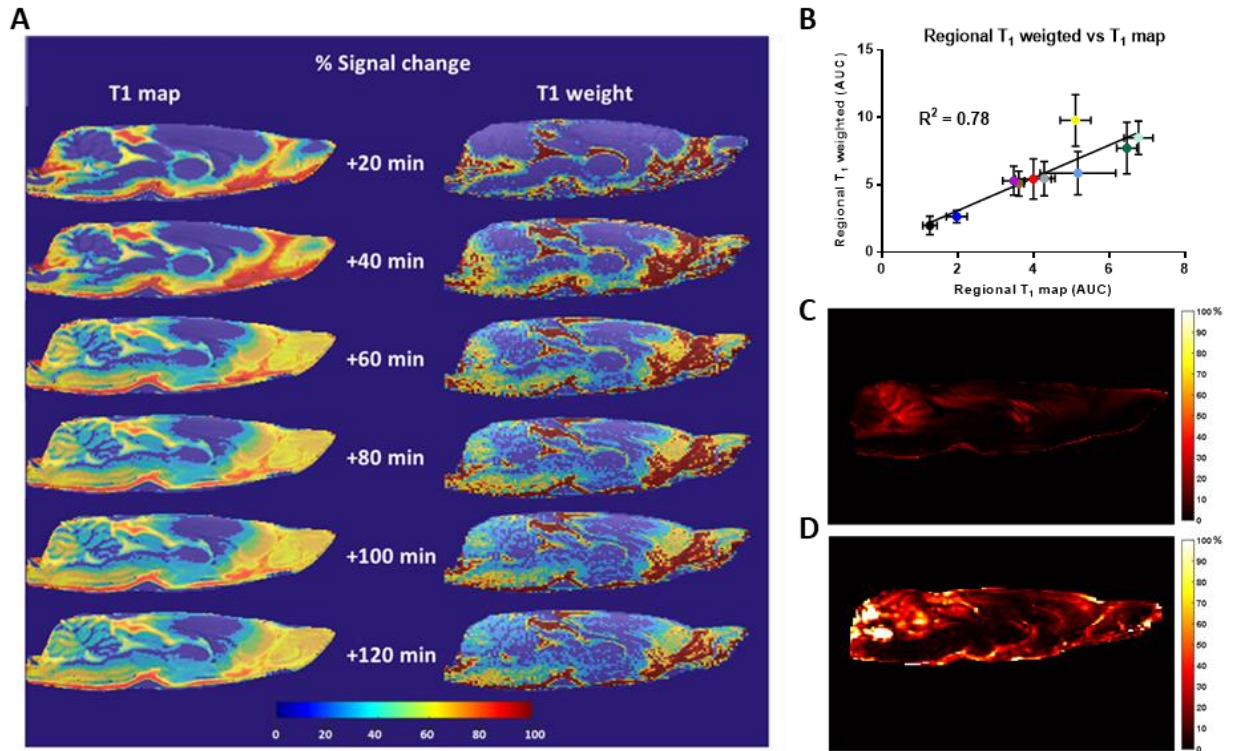 A
% Signal change
T1 map
T1 weight
+20 min
+40 min
+60 min
+80 min
+100 min
+120 min
0 20 40 60 80 100
B
Regional T1 weigted vs T1 map
Regional T1 weighted (AUC)
15
10
5
0
R2 = 0.78
0 2 4 6 8
Regional T1 map (AUC)
C
100 %
90
80
70
60
50
40
30
20
10
0
D
100 %
90
80
70
60
50
40
30
20
10
0